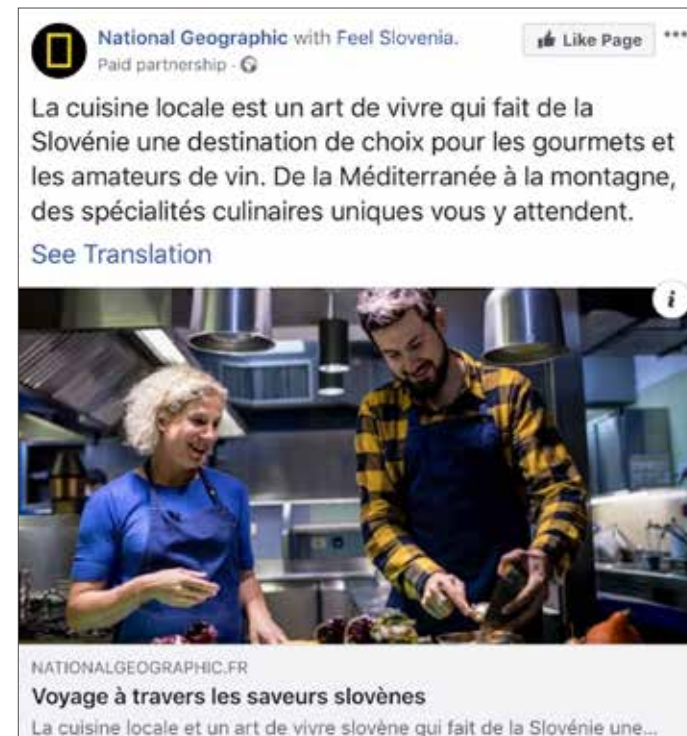 National Geographic with Feel Slovenia.
Like Page
Paid partnership ·
La cuisine locale est un art de vivre qui fait de la
Slovénie une destination de choix pour les gourmets et
les amateurs de vin. De la Méditerranée à la montagne,
des spécialités culinaires uniques vous y attendent.
See Translation
i
NATIONALGEOGRAPHIC.FR
Voyage à travers les saveurs slovènes
La cuisine locale et un art de vivre slovène qui fait de la Slovénie une...